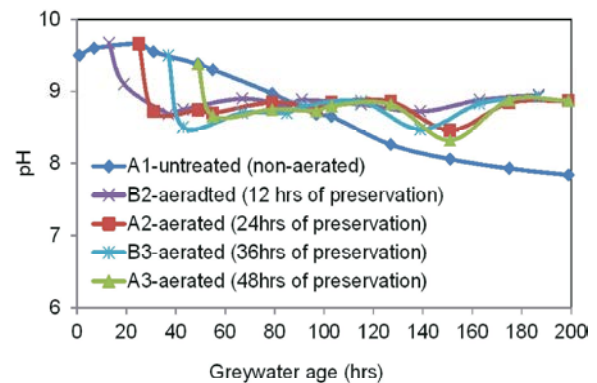 10
9
8
7
6
pH
A1-untreated (non-aerated)
B2-aeradted (12 hrs of preservation)
A2-aerated (24hrs of preservation)
B3-aerated (36hrs of preservation)
A3-aerated (48hrs of preservation)
0 20 40 60 80 100 120 140 160 180 200
Greywater age (hrs)